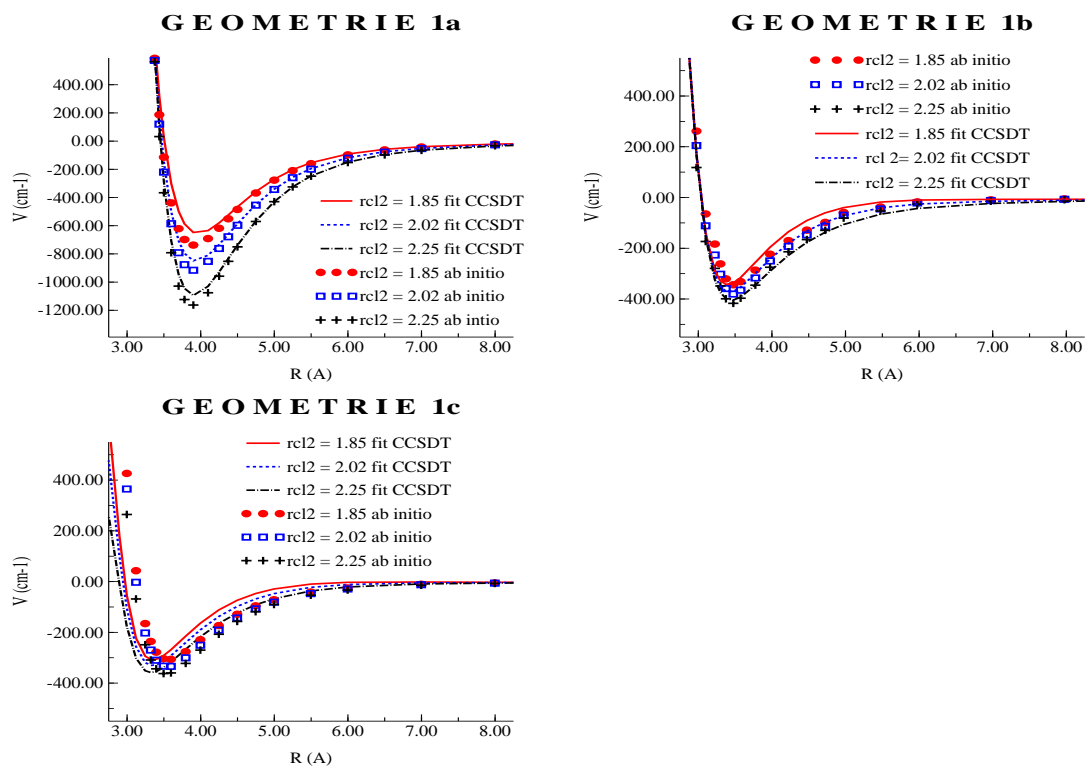 GEOMETRIE 1a
400.00
200.00
0.00
-200.00
-400.00
-600.00
-800.00
-1000.00
-1200.00
V (cm-1)
rcl2 = 1.85 fit CCSDT
rcl2 = 2.02 fit CCSDT
rcl2 = 2.25 fit CCSDT
rcl2 = 1.85 ab initio
rcl2 = 2.02 ab initio
rcl2 = 2.25 ab intio
3.00 4.00 5.00 6.00 7.00 8.00
R (A)
GEOMETRIE 1b
400.00
200.00
0.00
-200.00
-400.00
V (cm-1)
rcl2 = 1.85 ab initio
rcl2 = 2.02 ab initio
rcl2 = 2.25 ab initio
rcl2 = 1.85 fit CCSDT
rcl 2= 2.02 fit CCSDT
rcl2 = 2.25 fit CCSDT
3.00 4.00 5.00 6.00 7.00 8.00
R (A)
GEOMETRIE 1c
400.00
200.00
0.00
-200.00
-400.00
V (cm-1)
rcl2 = 1.85 fit CCSDT
rcl2 = 2.02 fit CCSDT
rcl2 = 2.25 fit CCSDT
rcl2 = 1.85 ab initio
rcl2 = 2.02 ab initio
rcl2 = 2.25 ab initio
3.00 4.00 5.00 6.00 7.00 8.00
R (A)